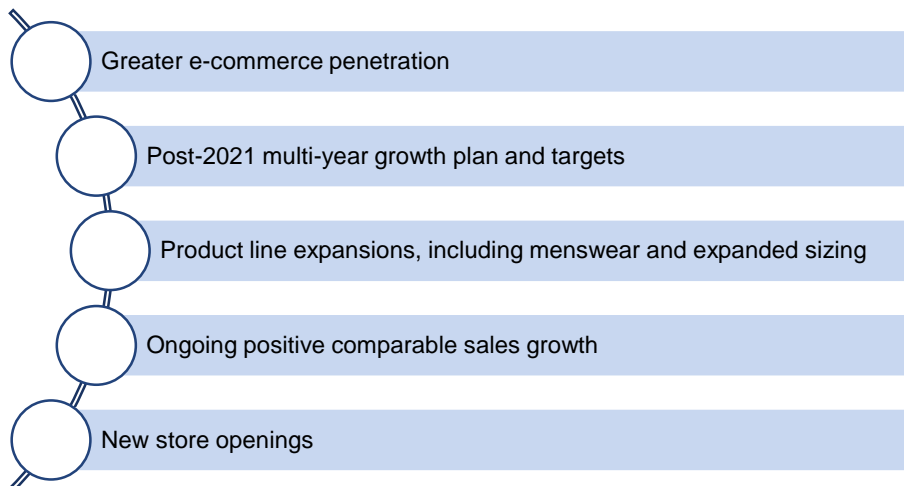 Greater e-commerce penetration
Post-2021 multi-year growth plan and targets
Product line expansions, including menswear and expanded sizing
Ongoing positive comparable sales growth
New store openings